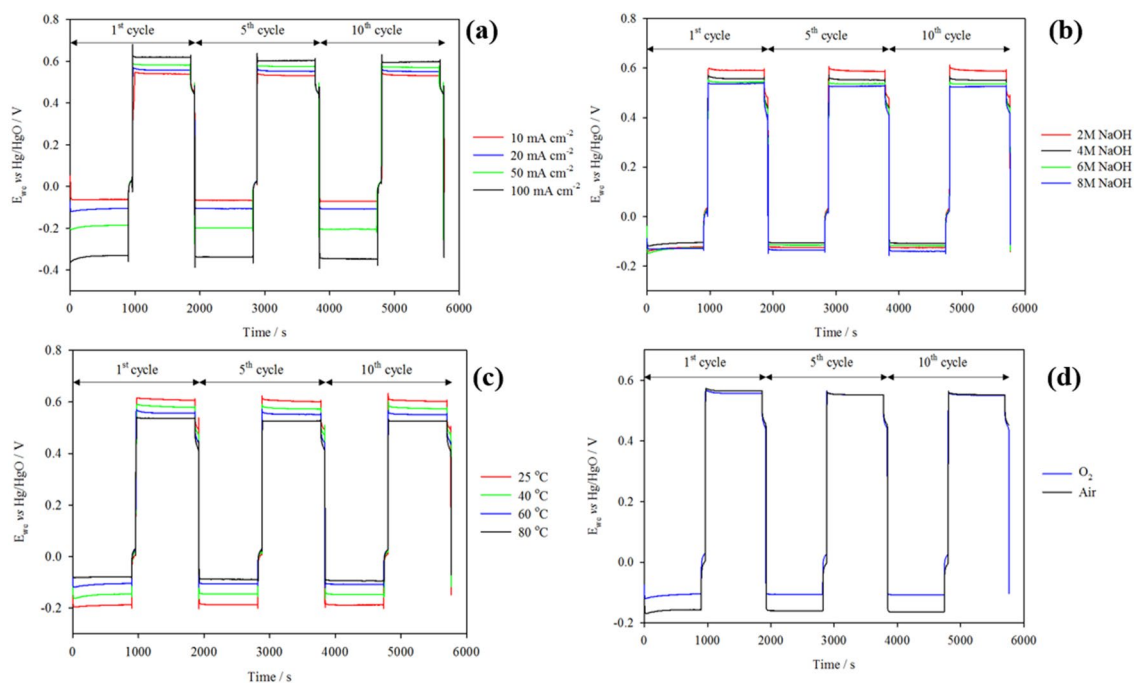 (a)
1st cycle 5th cycle 10th cycle
0.8
0.6
0.4
0.2
0.0
-0.2
-0.4
Ewe vs Hg/HgO / V
10 mA cm-2
20 mA cm-2
50 mA cm-2
100 mA cm-2
0 1000 2000 3000 4000 5000 6000
Time / s
(b)
1st cycle 5th cycle 10th cycle
0.8
0.6
0.4
0.2
0.0
-0.2
Ewe vs Hg/HgO / V
2M NaOH
4M NaOH
6M NaOH
8M NaOH
0 1000 2000 3000 4000 5000 6000
Time / s
(c)
1st cycle 5th cycle 10th cycle
0.8
0.6
0.4
0.2
0.0
-0.2
Ewe vs Hg/HgO / V
25 °C
40 °C
60 °C
80 °C
0 1000 2000 3000 4000 5000 6000
Time / s
(d)
1st cycle 5th cycle 10th cycle
0.6
0.4
0.2
0.0
-0.2
Ewe vs Hg/HgO / V
O2
Air
0 1000 2000 3000 4000 5000 6000
Time / s